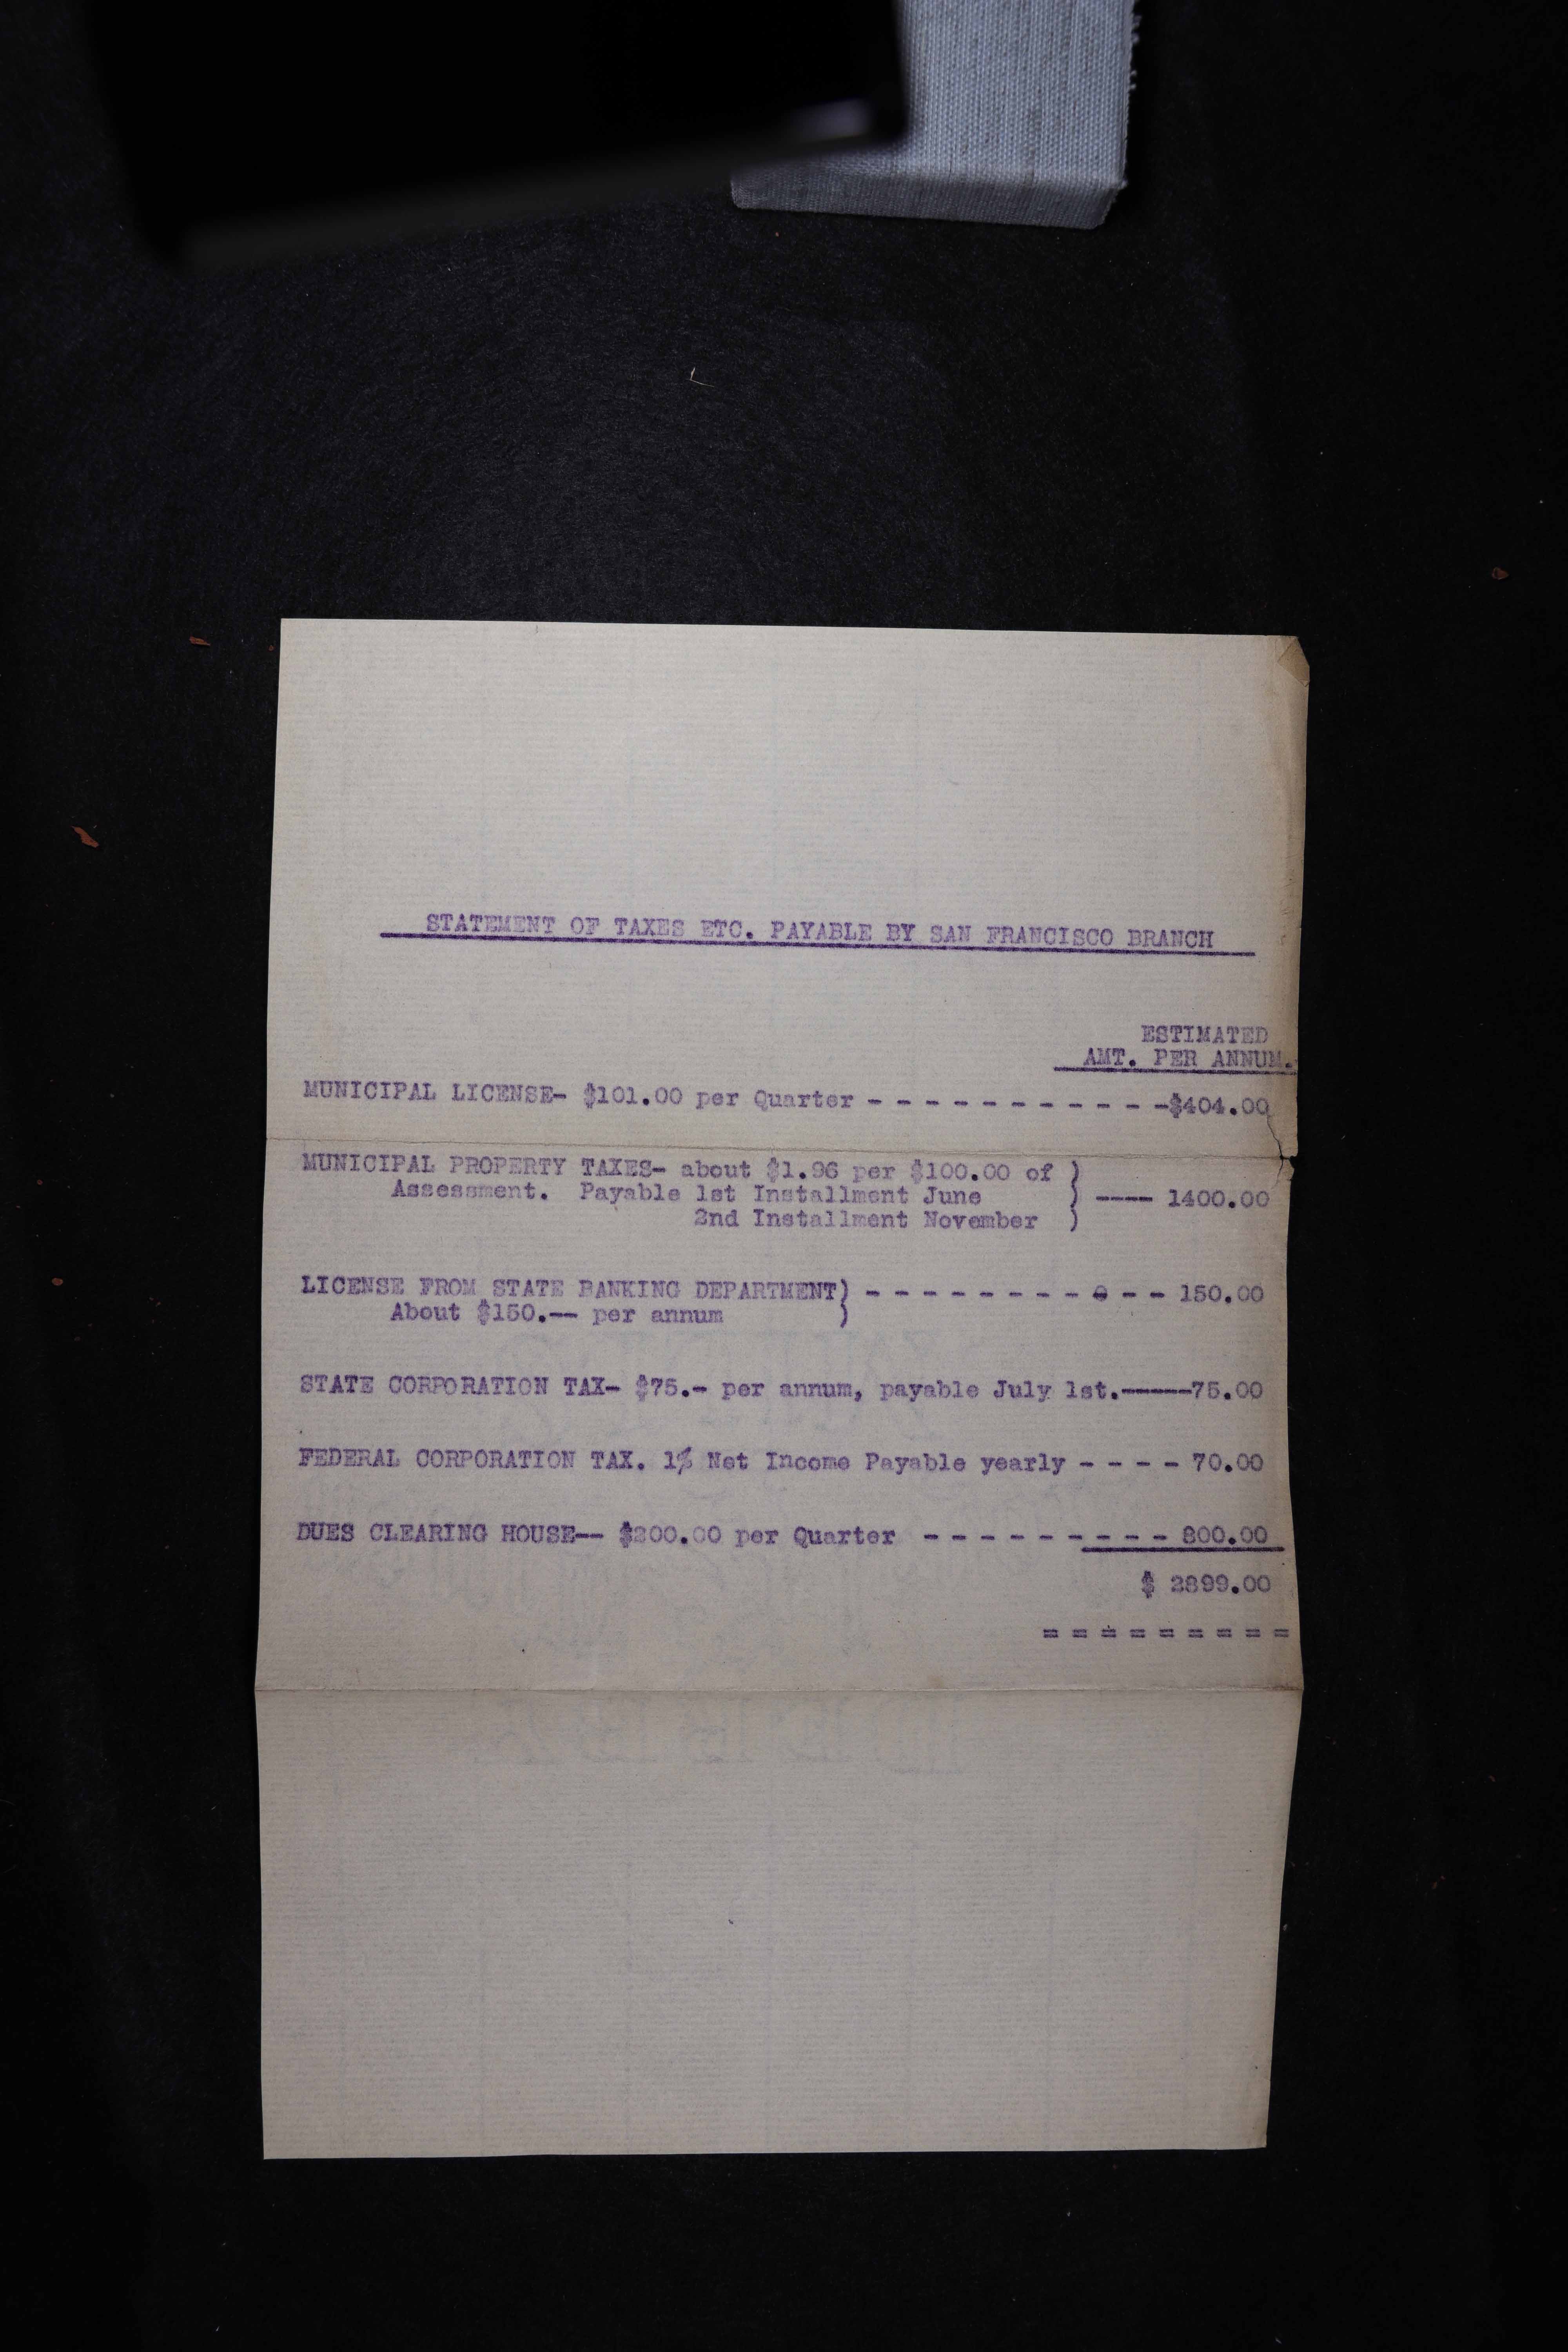 STATEMENT OF TAXES ETC. PAYABLE BY SAN FRANCISCO BRANCH
ESTIMATED
AMT. PER ANNUM.
MUNICIPAL LICENSE- $101.00 per Quarter - - - - - - - - - - - -$404.00
MUNICIPAL PROPERTY TAXES- about $1.96 per $100.00 of )
Assessment. Payable 1st Installment June ) ---- 1400.00
2nd Installment November )
LICENSE FROM STATE BANKING DEPARTMENT) - - - - - - - - - - - 150.00
About $150.-- per annum )
STATE CORPORATION TAX- $75.- per annum, payable July 1st.-----75.00
FEDERAL CORPORATION TAX. 1% Net Income Payable yearly - - - - 70.00
DUES CLEARING HOUSE-- $200.00 per Quarter - - - - - - - - - 800.00
$ 2899.00
= = = = = = = = =